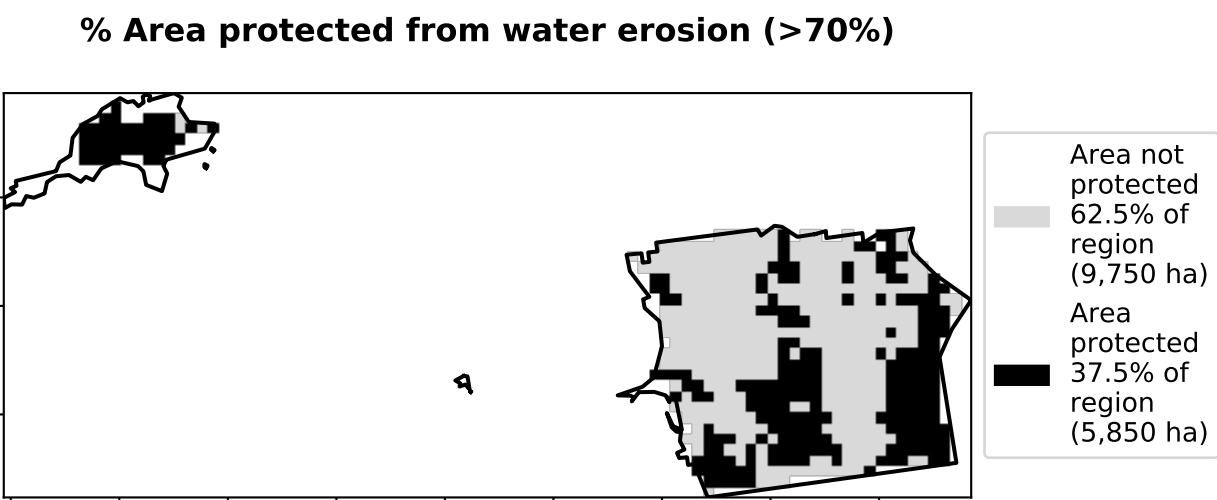 % Area protected from water erosion (>70%)
Area not
protected
62.5% of
region
(9,750 ha)
Area
protected
37.5% of
region
(5,850 ha)